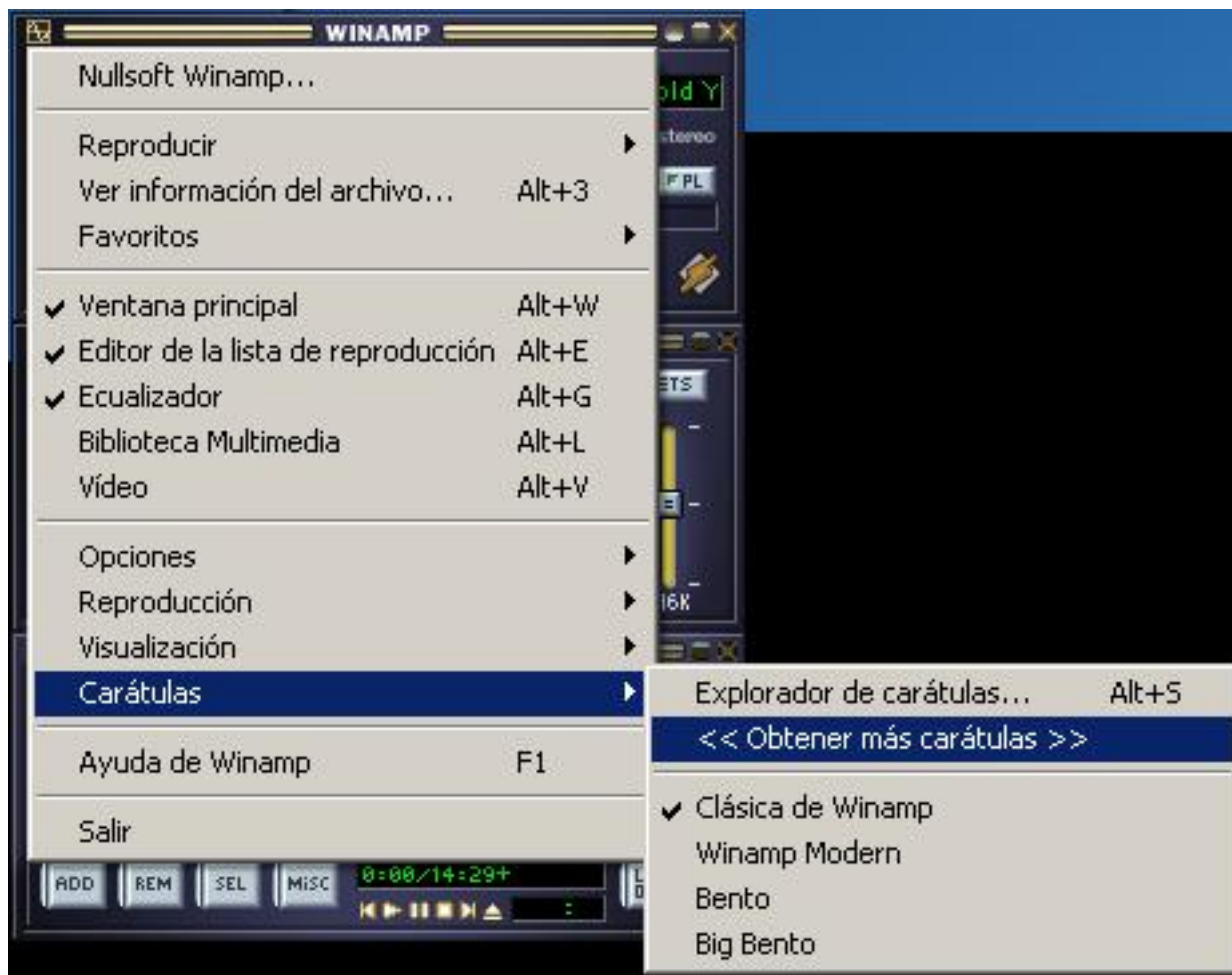 WINAMP
Nullsoft Winamp...
Reproducir
Ver información del archivo... Alt+3
Favoritos
Ventana principal Alt+W
Editor de la lista de reproducción Alt+E
Ecualizador Alt+G
Biblioteca Multimedia Alt+L
Vídeo Alt+V
Opciones
Reproducción
Visualización
Carátulas
Ayuda de Winamp F1
Salir
Explorador de carátulas... Alt+S
<< Obtener más carátulas >>
Clásica de Winamp
Winamp Modern
Bento
Big Bento
old Y
stereo
PL
ETS
16K
ADD REM SEL MISC 0:00/14:29+